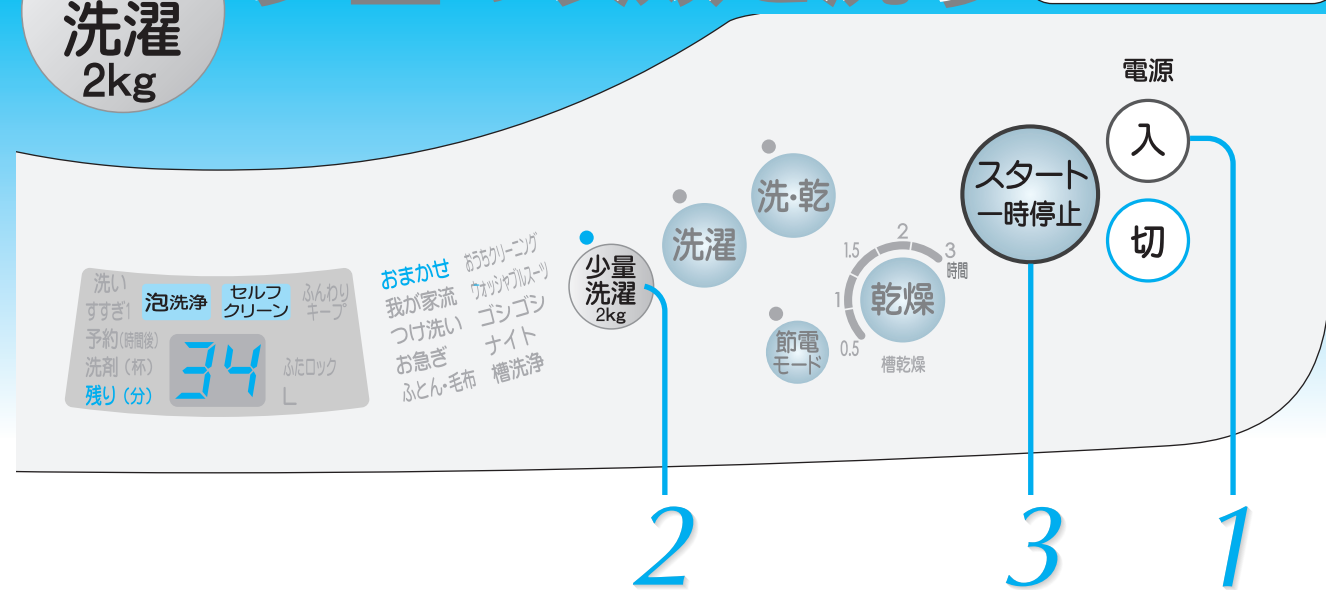 洗濯
2kg
電源
入
切
スタート
一時停止
洗・乾
洗濯
少量
洗濯
2kg
乾燥
0.5
1
1.5
2
3
時間
槽乾燥
節電
モード
おまかせ
我が家流
つけ洗い
お急ぎ
ふとん・毛布
おうちクリーニング
ウォッシャブルスーツ
ゴシゴシ
ナイト
槽洗浄
洗い
すすぎ1
泡洗浄
セルフ
クリーン
ふんわり
キープ
予約(時間後)
洗剤(杯)
残り(分)
34
ふたロック
L
2
3
1